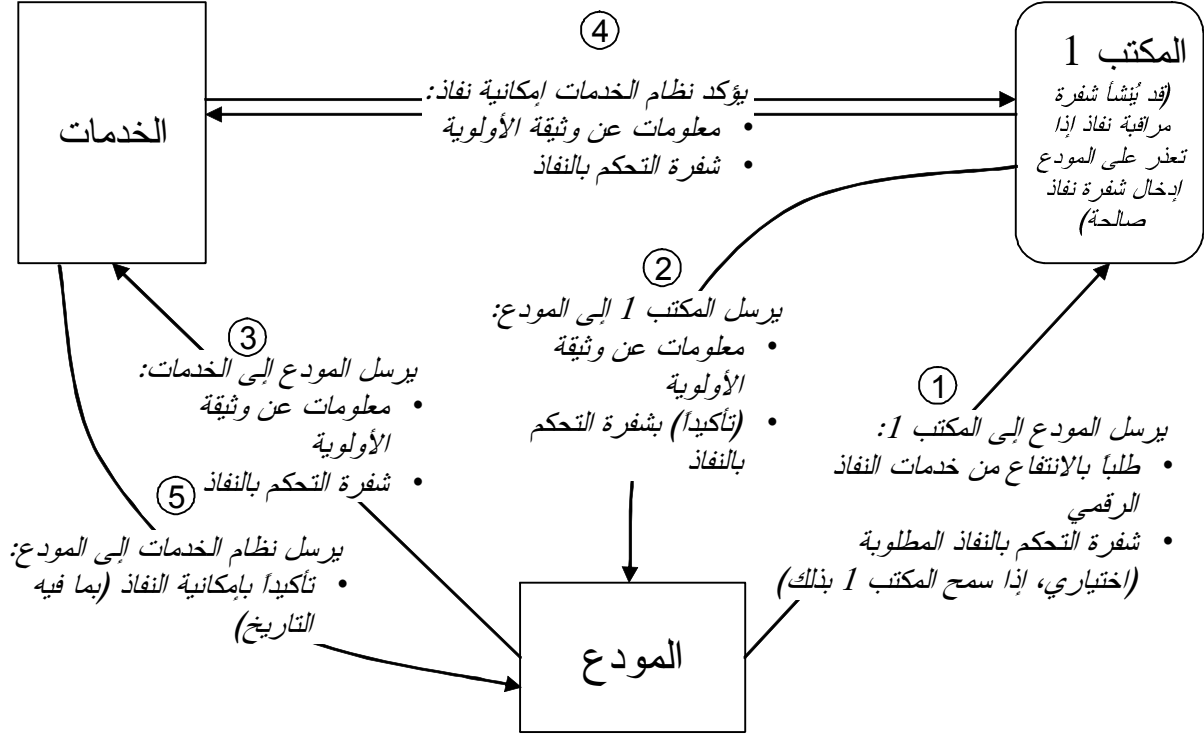 ④
المكتب 1
(قد يُنشأ شفرة
مراقبة نفاذ إذا
تعذر على المودع
إدخال شفرة نفاذ
صالحة)
الخدمات
يؤكد نظام الخدمات إمكانية نفاذ:
• معلومات عن وثيقة الأولوية
• شفرة التحكم بالنفاذ
②
يرسل المكتب 1 إلى المودع:
• معلومات عن وثيقة
الأولوية
• (تأكيداً) بشفرة التحكم
بالنفاذ
③
يرسل المودع إلى الخدمات:
• معلومات عن وثيقة
الأولوية
• شفرة التحكم بالنفاذ
①
يرسل المودع إلى المكتب 1:
• طلباً بالانتفاع من خدمات النفاذ
الرقمي
• شفرة التحكم بالنفاذ المطلوبة
(اختياري، إذا سمح المكتب 1 بذلك)
⑤
يرسل نظام الخدمات إلى المودع:
• تأكيداً بإمكانية النفاذ (بما فيه
التاريخ)
المودع